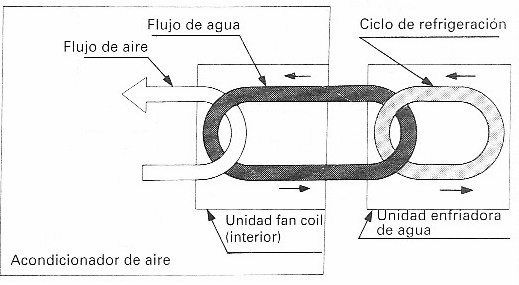 Flujo de agua
Ciclo de refrigeración
Flujo de aire
Unidad fan coil
(interior)
Unidad enfriadora
de agua
Acondicionador de aire